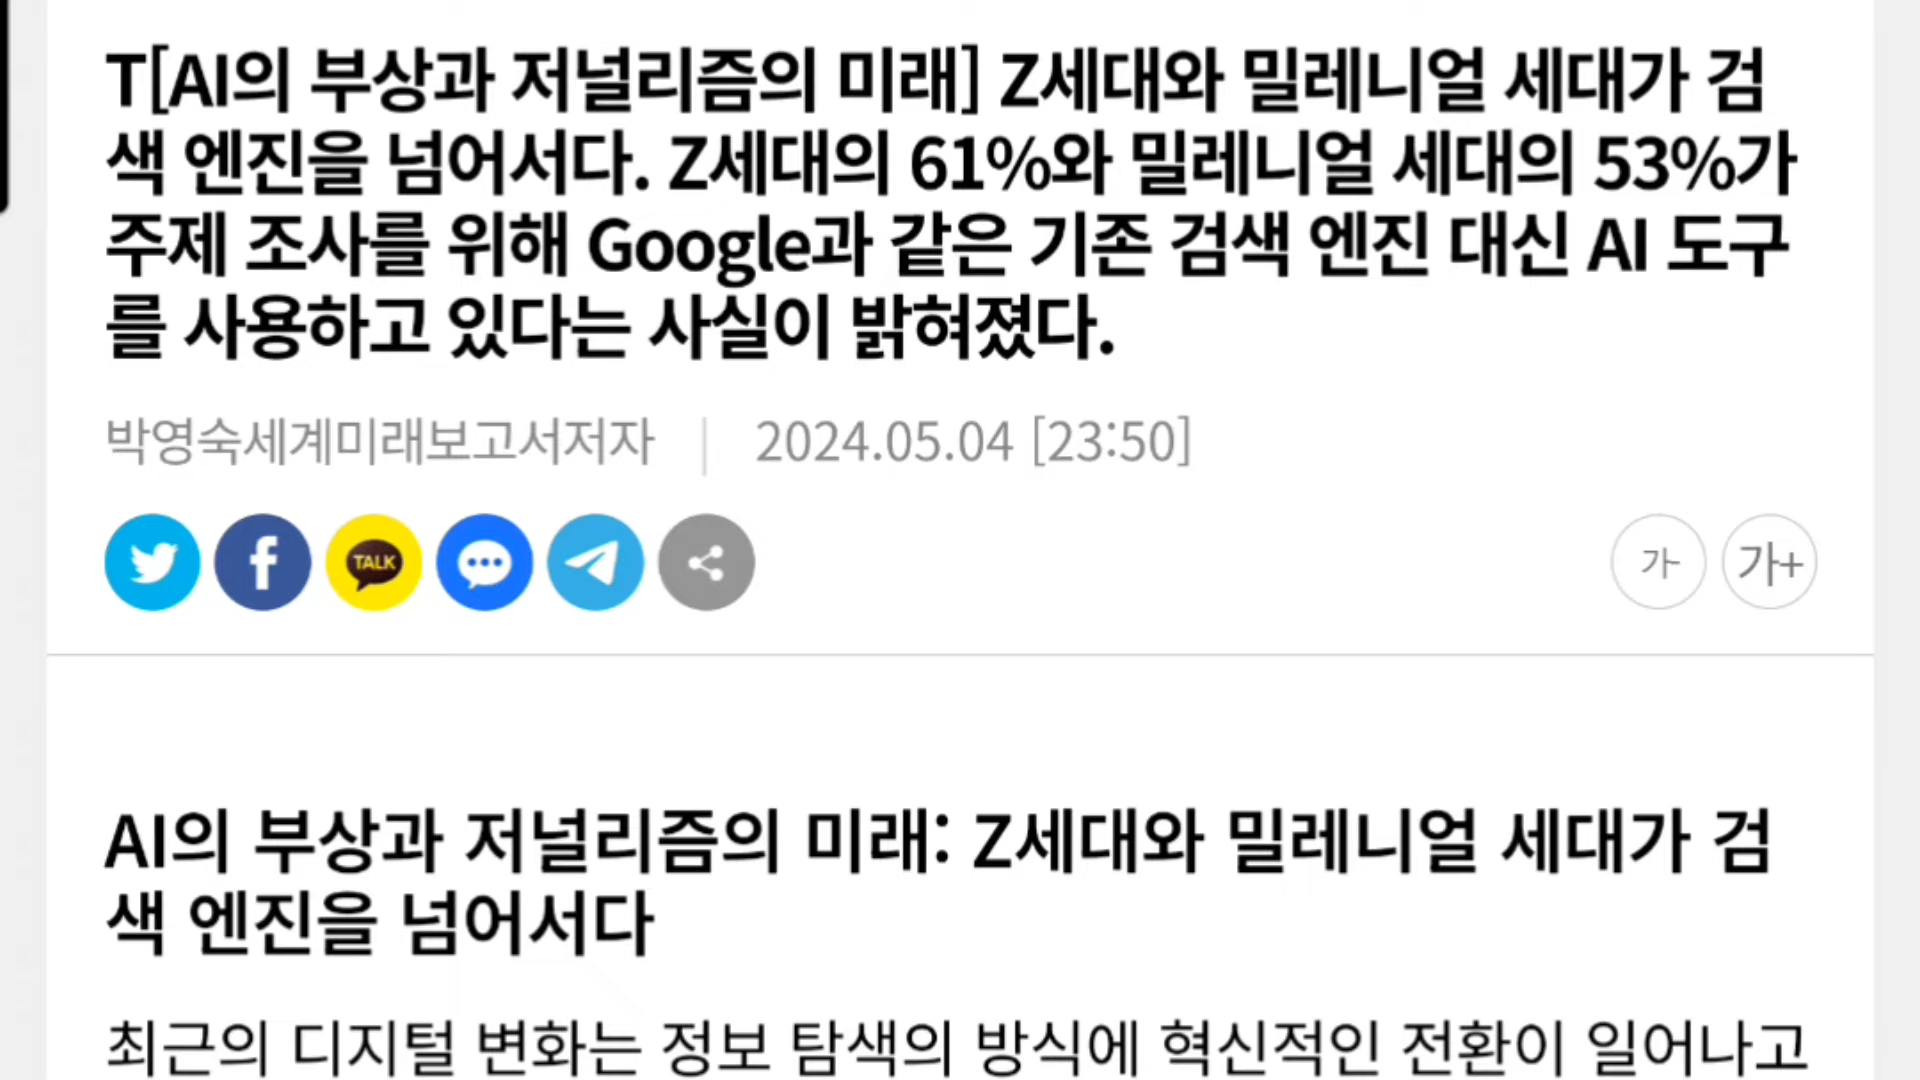 T[AI의 부상과 저널리즘의 미래] Z세대와 밀레니얼 세대가 검
색 엔진을 넘어서다. Z세대의 61%와 밀레니얼 세대의 53%가
주제 조사를 위해 Google과 같은 기존 검색 엔진 대신 AI 도구
를 사용하고 있다는 사실이 밝혀졌다.
박영숙세계미래보고서저자 | 2024.05.04 [23:50]
TALK
가- 가+
AI의 부상과 저널리즘의 미래: Z세대와 밀레니얼 세대가 검
색 엔진을 넘어서다
최근의 디지털 변화는 정보 탐색의 방식에 혁신적인 전환이 일어나고